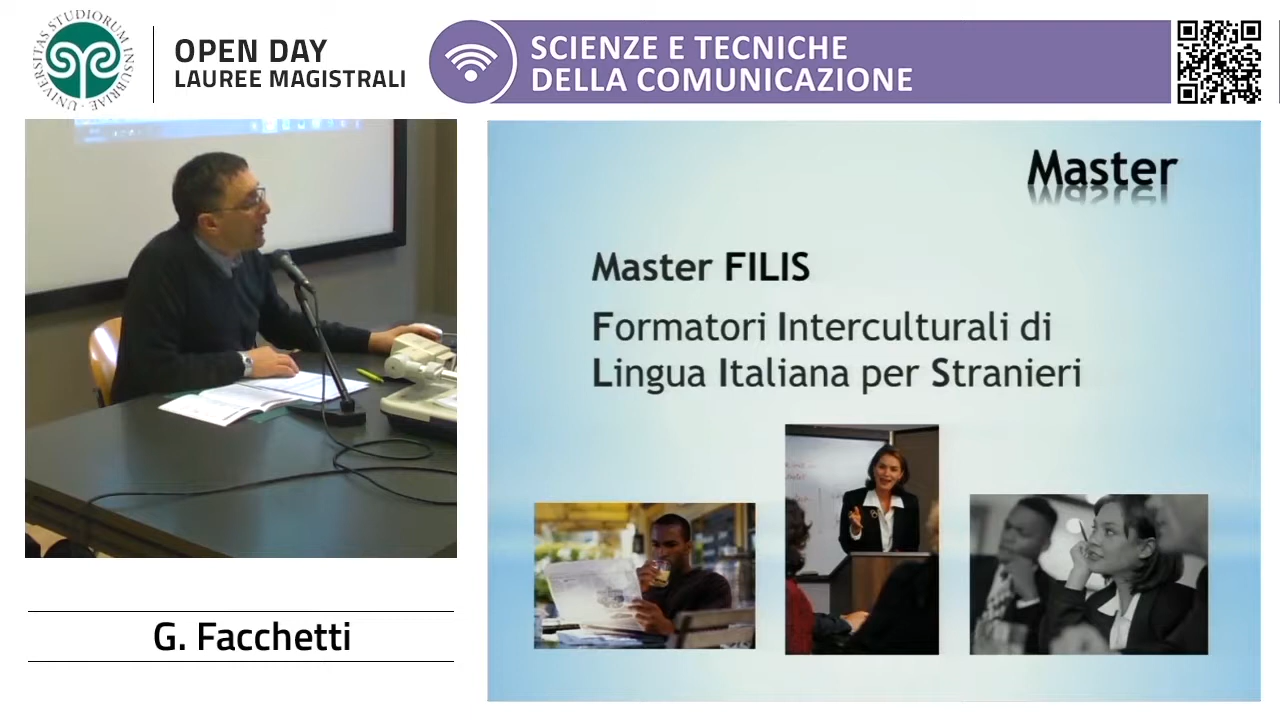 UNIVERSITAS STUDIORUM INSUBRIAE
OPEN DAY
LAUREE MAGISTRALI
SCIENZE E TECNICHE
DELLA COMUNICAZIONE
Master
Master FILIS
Formatori Interculturali di
Lingua Italiana per Stranieri
G. Facchetti